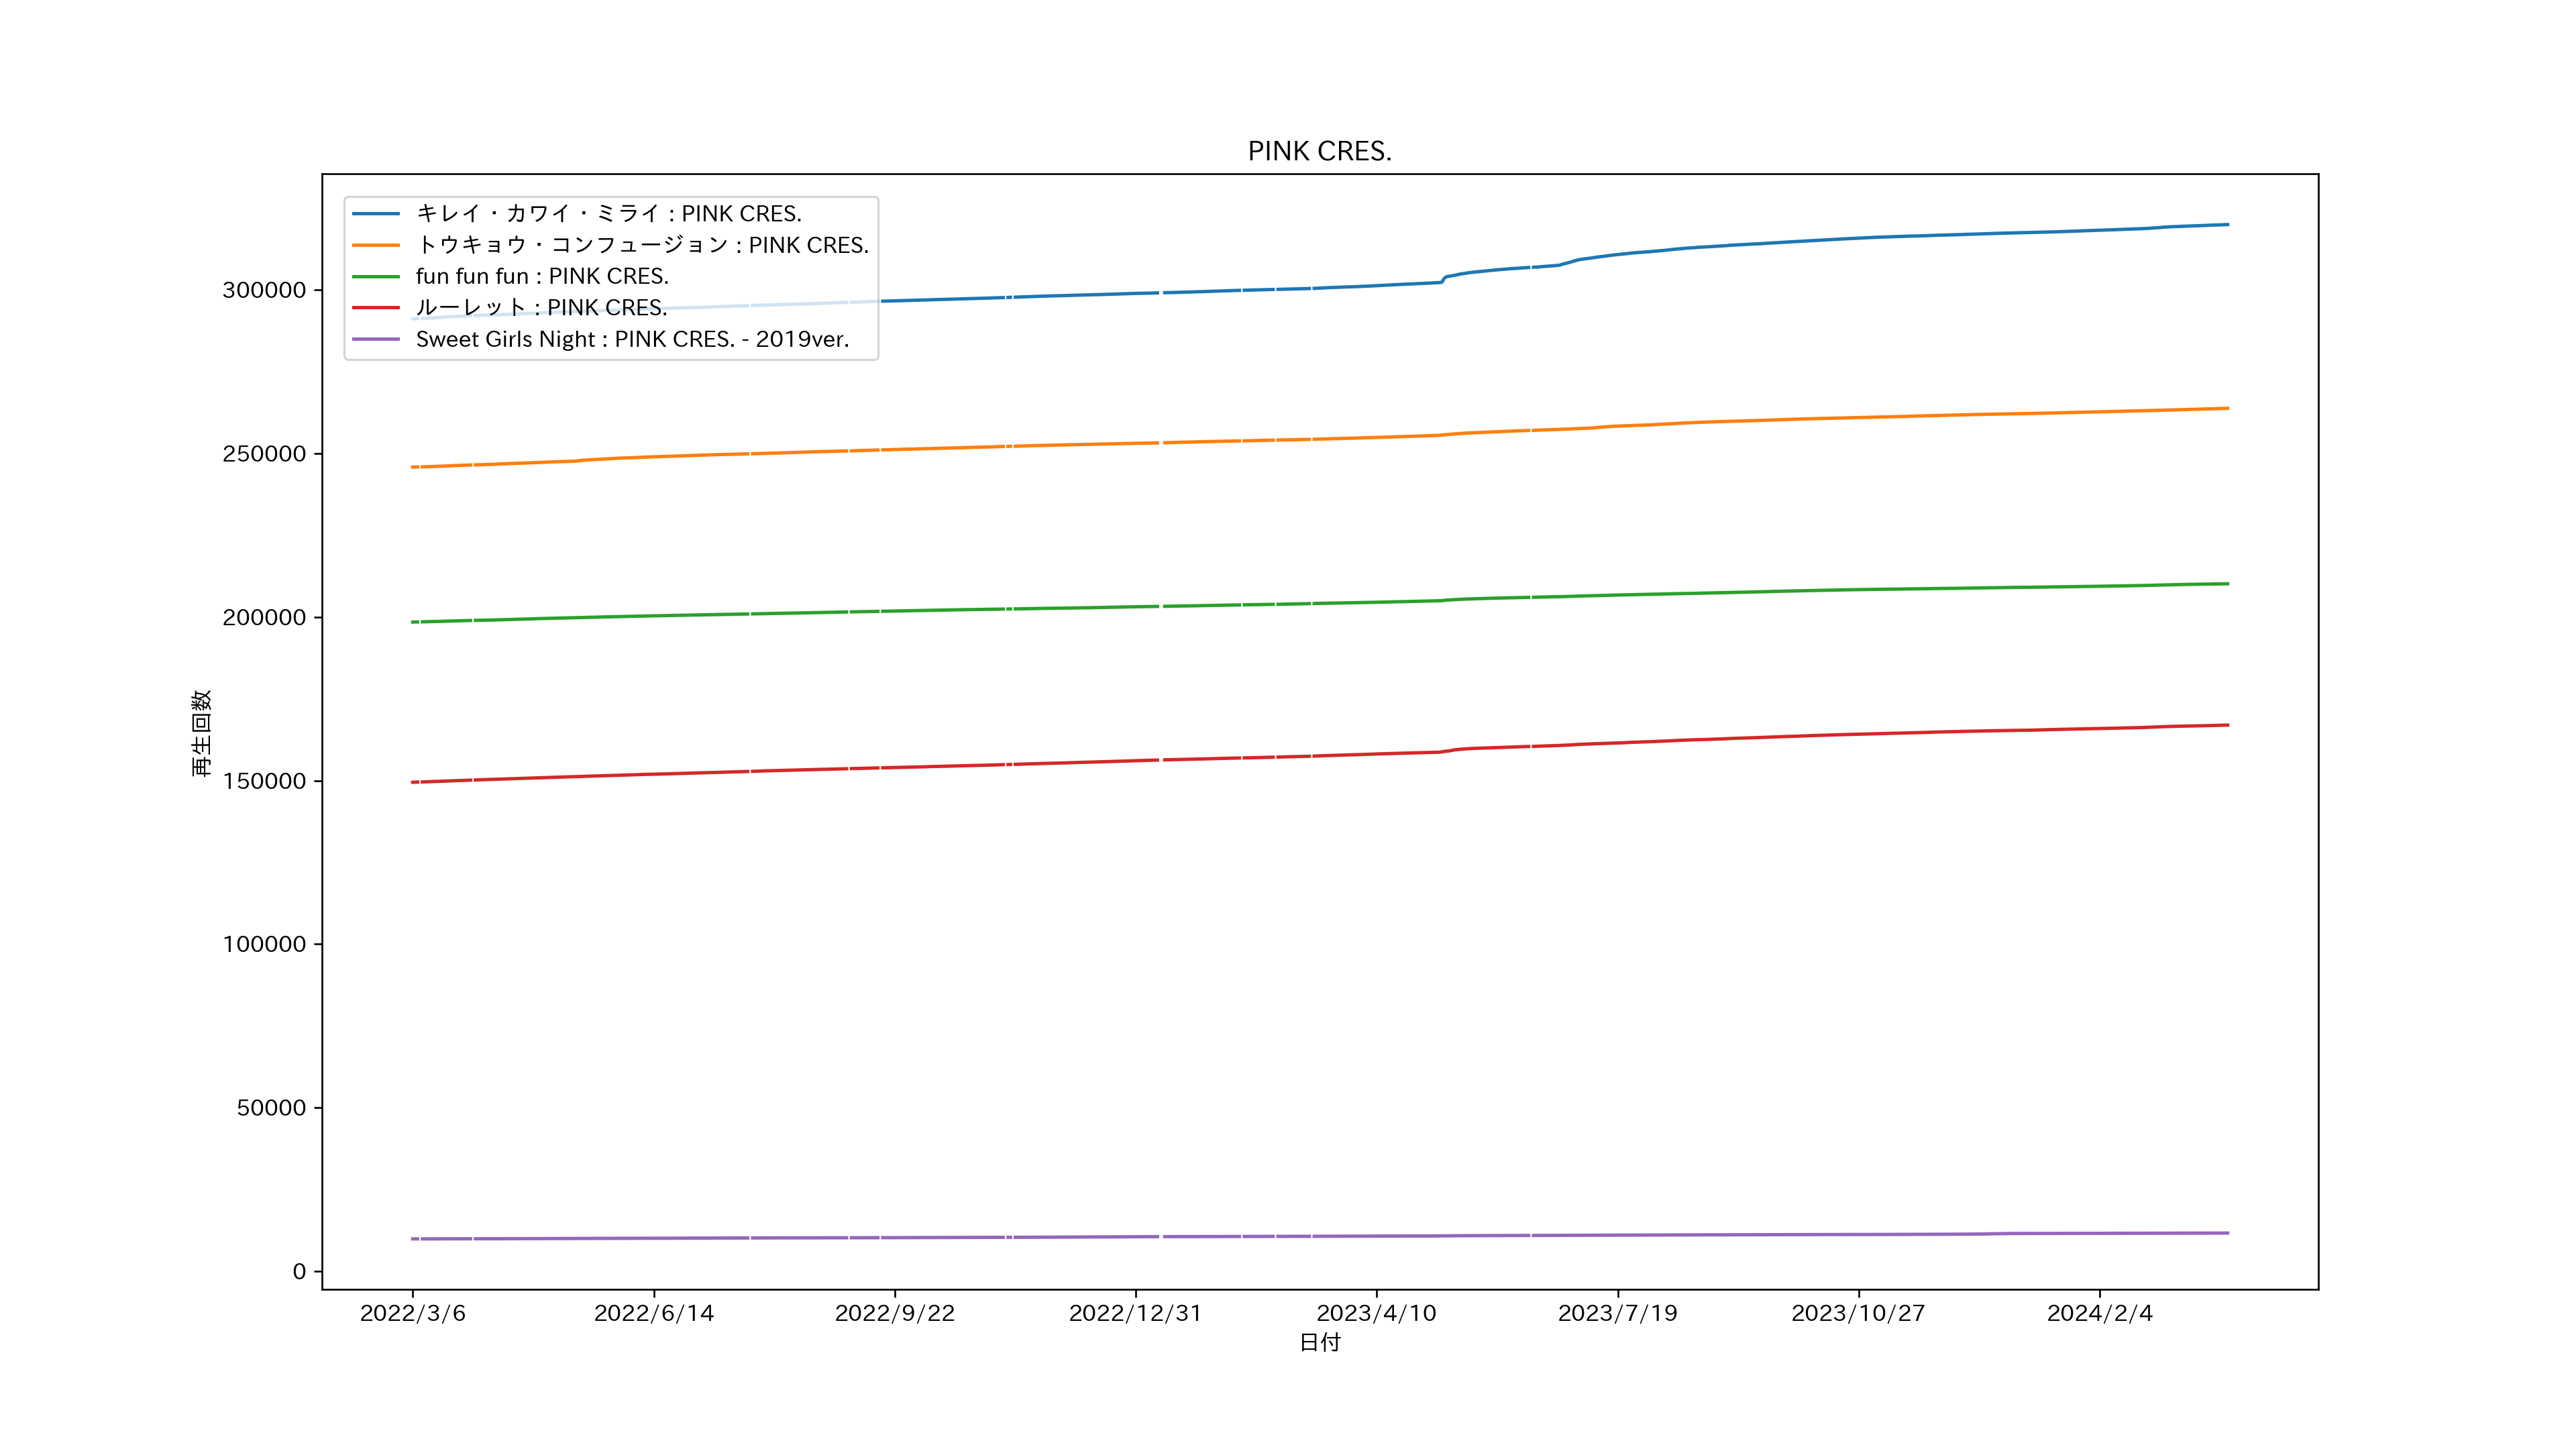 PINK CRES.
キレイ・カワイ・ミライ : PINK CRES.
トウキョウ・コンフュージョン : PINK CRES.
fun fun fun : PINK CRES.
ルーレット : PINK CRES.
Sweet Girls Night : PINK CRES. - 2019ver.
300000
250000
200000
150000
100000
50000
0
再生回数
2022/3/6
2022/6/14
2022/9/22
2022/12/31
2023/4/10
2023/7/19
2023/10/27
2024/2/4
日付